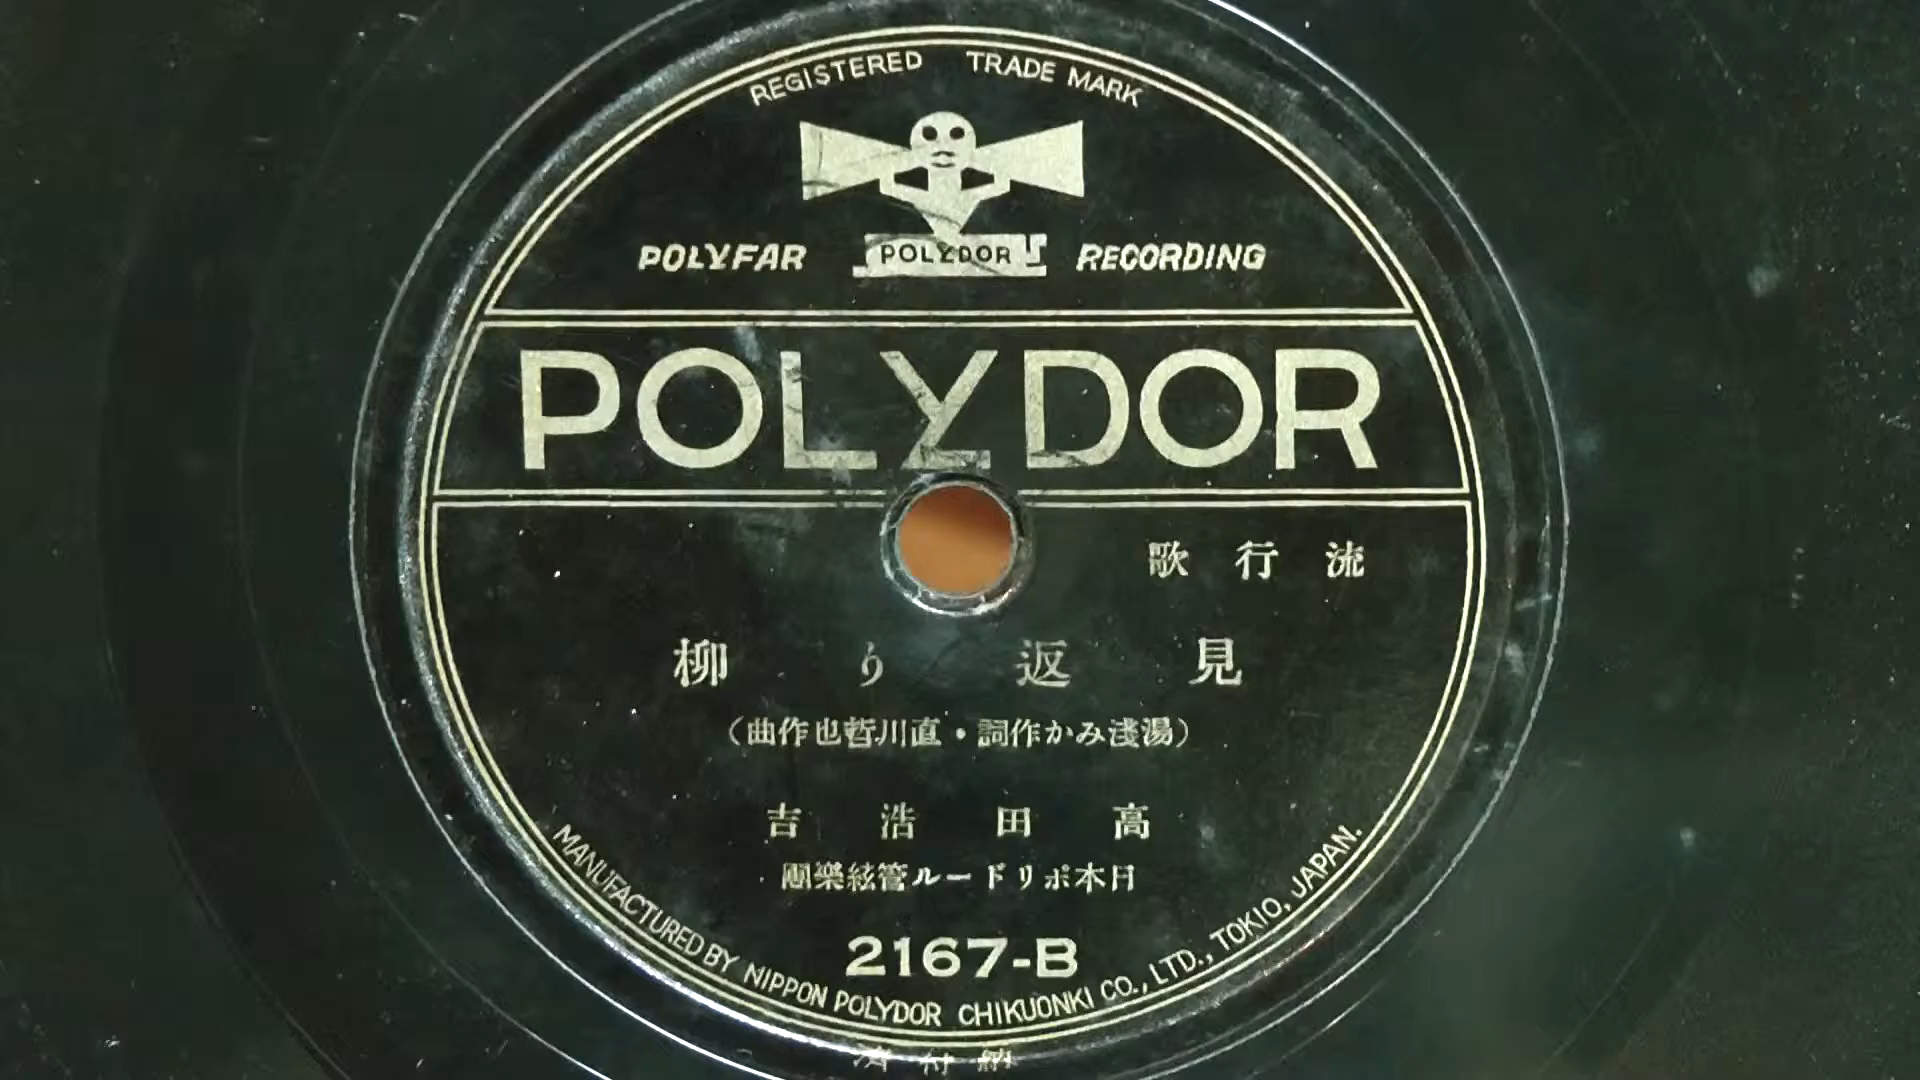 REGISTERED TRADE MARK
POLYFAR POLYDOR RECORDING
POLYDOR
流行歌
見返り柳
(湯淺みか作詞・直川哲也作曲)
高田浩吉
日本ポリドール管絃樂團
2167-B
MANUFACTURED BY NIPPON POLYDOR CHIKUONKI CO., LTD., TOKIO, JAPAN.